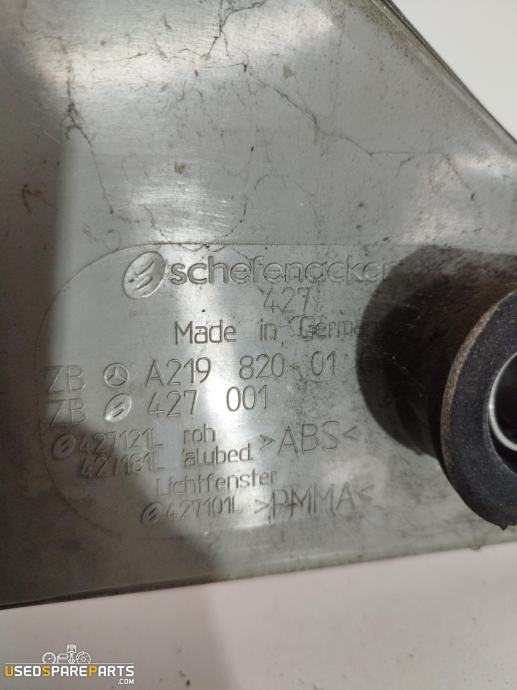 schefenacker
427
Made in Germany
ZB A219 820 01
ZB 427 001
427121L roh
427181L alubed. >ABS<
Lichtfenster
427101L >PMMA<
USEDSPAREPARTS
.COM